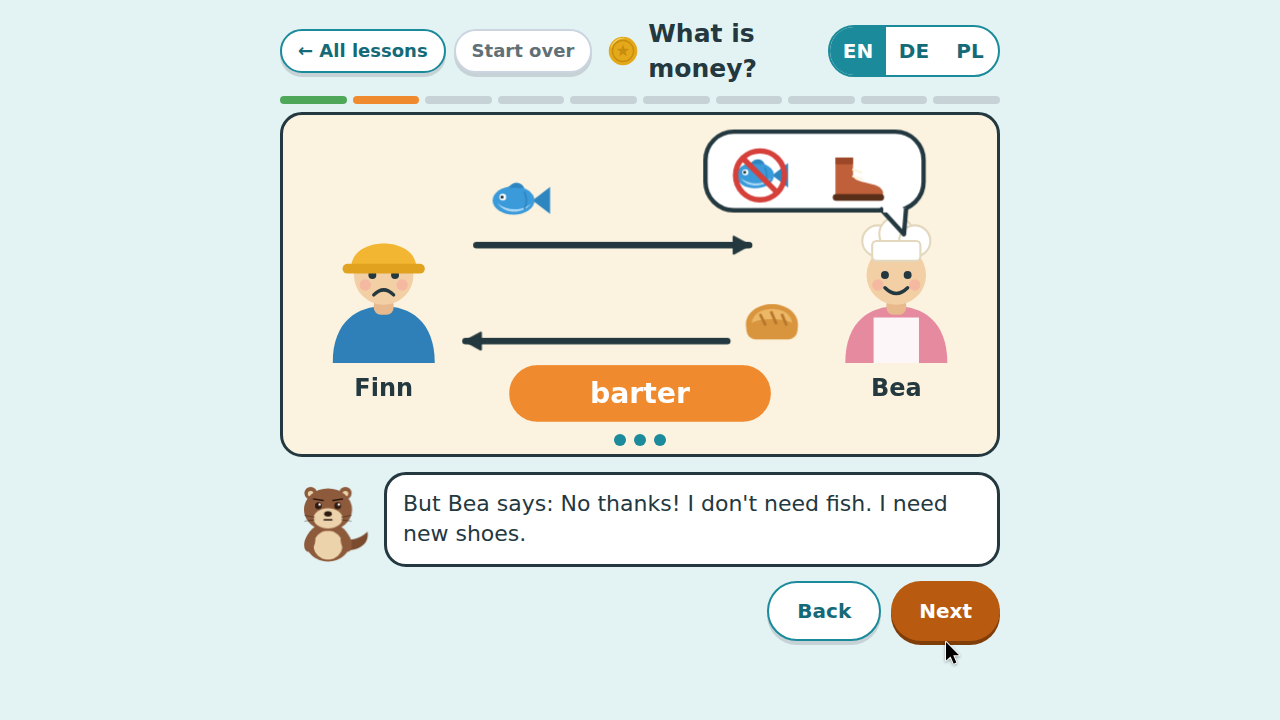 ← All lessons
Start over
What is
money?
EN DE PL
Finn
Bea
barter
But Bea says: No thanks! I don't need fish. I need
new shoes.
Back
Next